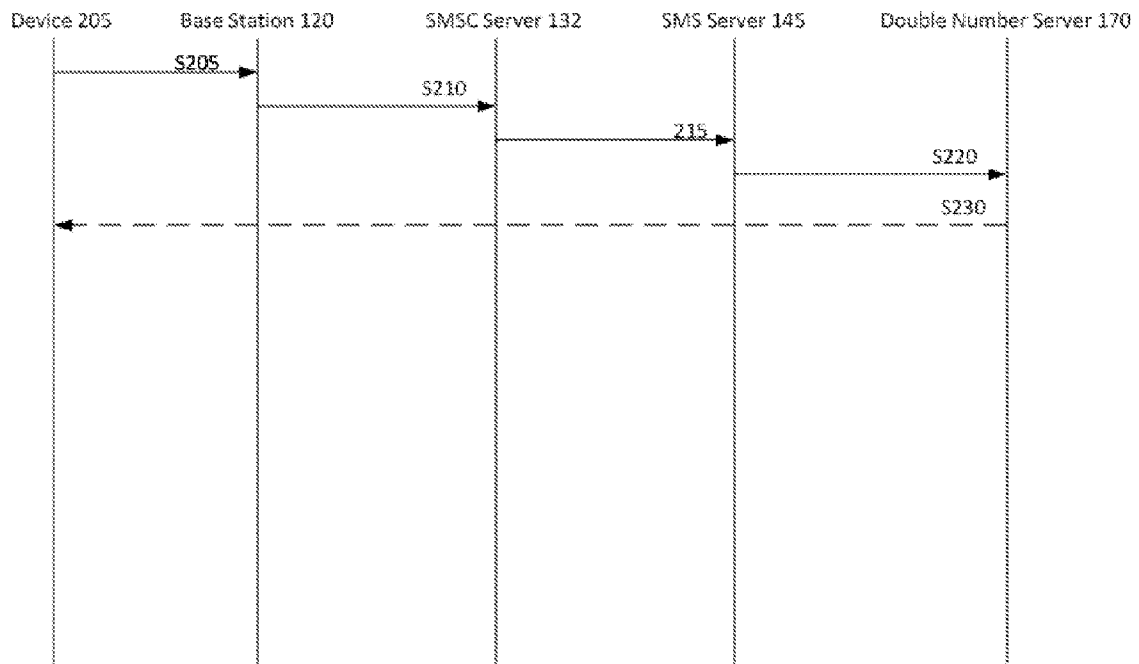 Device 205 Base Station 120 SMSC Server 132 SMS Server 145 Double Number Server 170
S205
S210
215
S220
S230